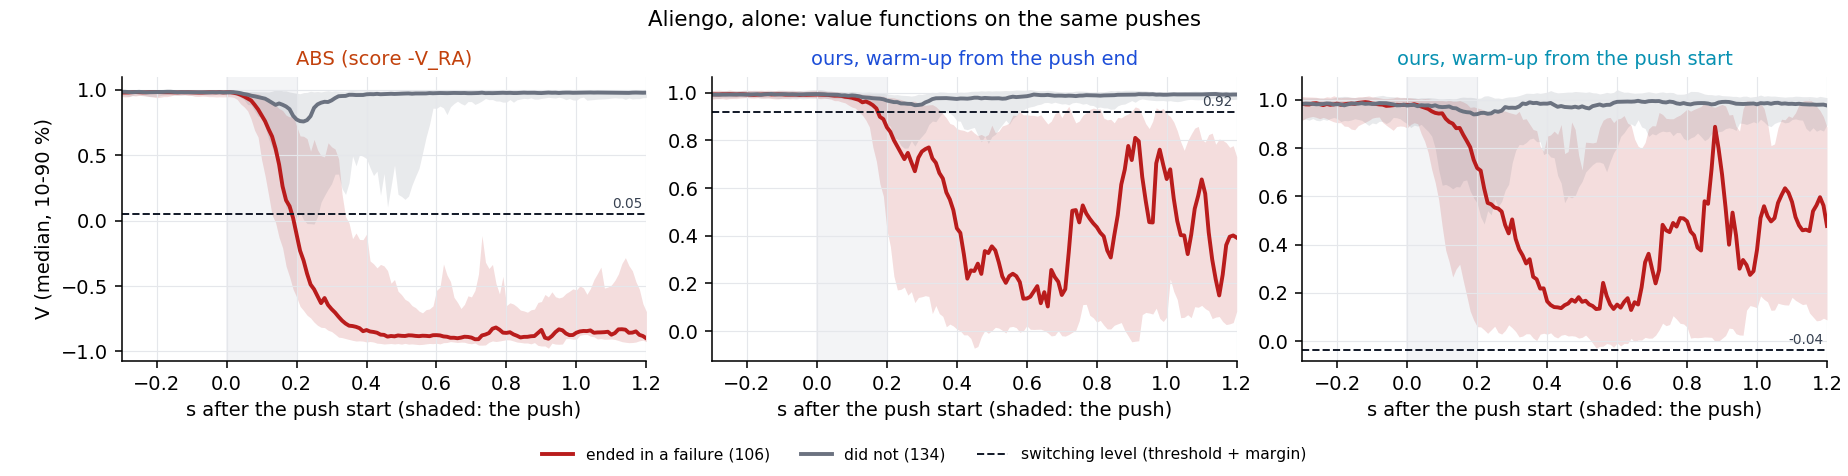 Aliengo, alone: value functions on the same pushes
ABS (score -V_RA)
ours, warm-up from the push end
ours, warm-up from the push start
V (median, 10-90 %)
1.0
0.5
0.0
−0.5
−1.0
0.05
−0.2 0.0 0.2 0.4 0.6 0.8 1.0 1.2
s after the push start (shaded: the push)
1.0
0.8
0.6
0.4
0.2
0.0
0.92
−0.2 0.0 0.2 0.4 0.6 0.8 1.0 1.2
s after the push start (shaded: the push)
1.0
0.8
0.6
0.4
0.2
0.0
-0.04
−0.2 0.0 0.2 0.4 0.6 0.8 1.0 1.2
s after the push start (shaded: the push)
ended in a failure (106)
did not (134)
switching level (threshold + margin)